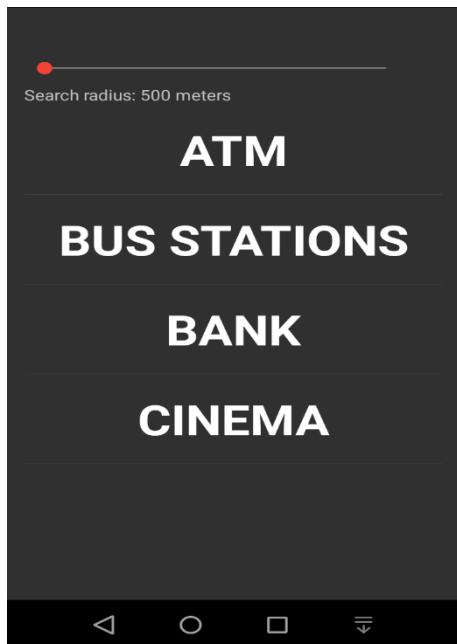 Search radius: 500 meters
ATM
BUS STATIONS
BANK
CINEMA